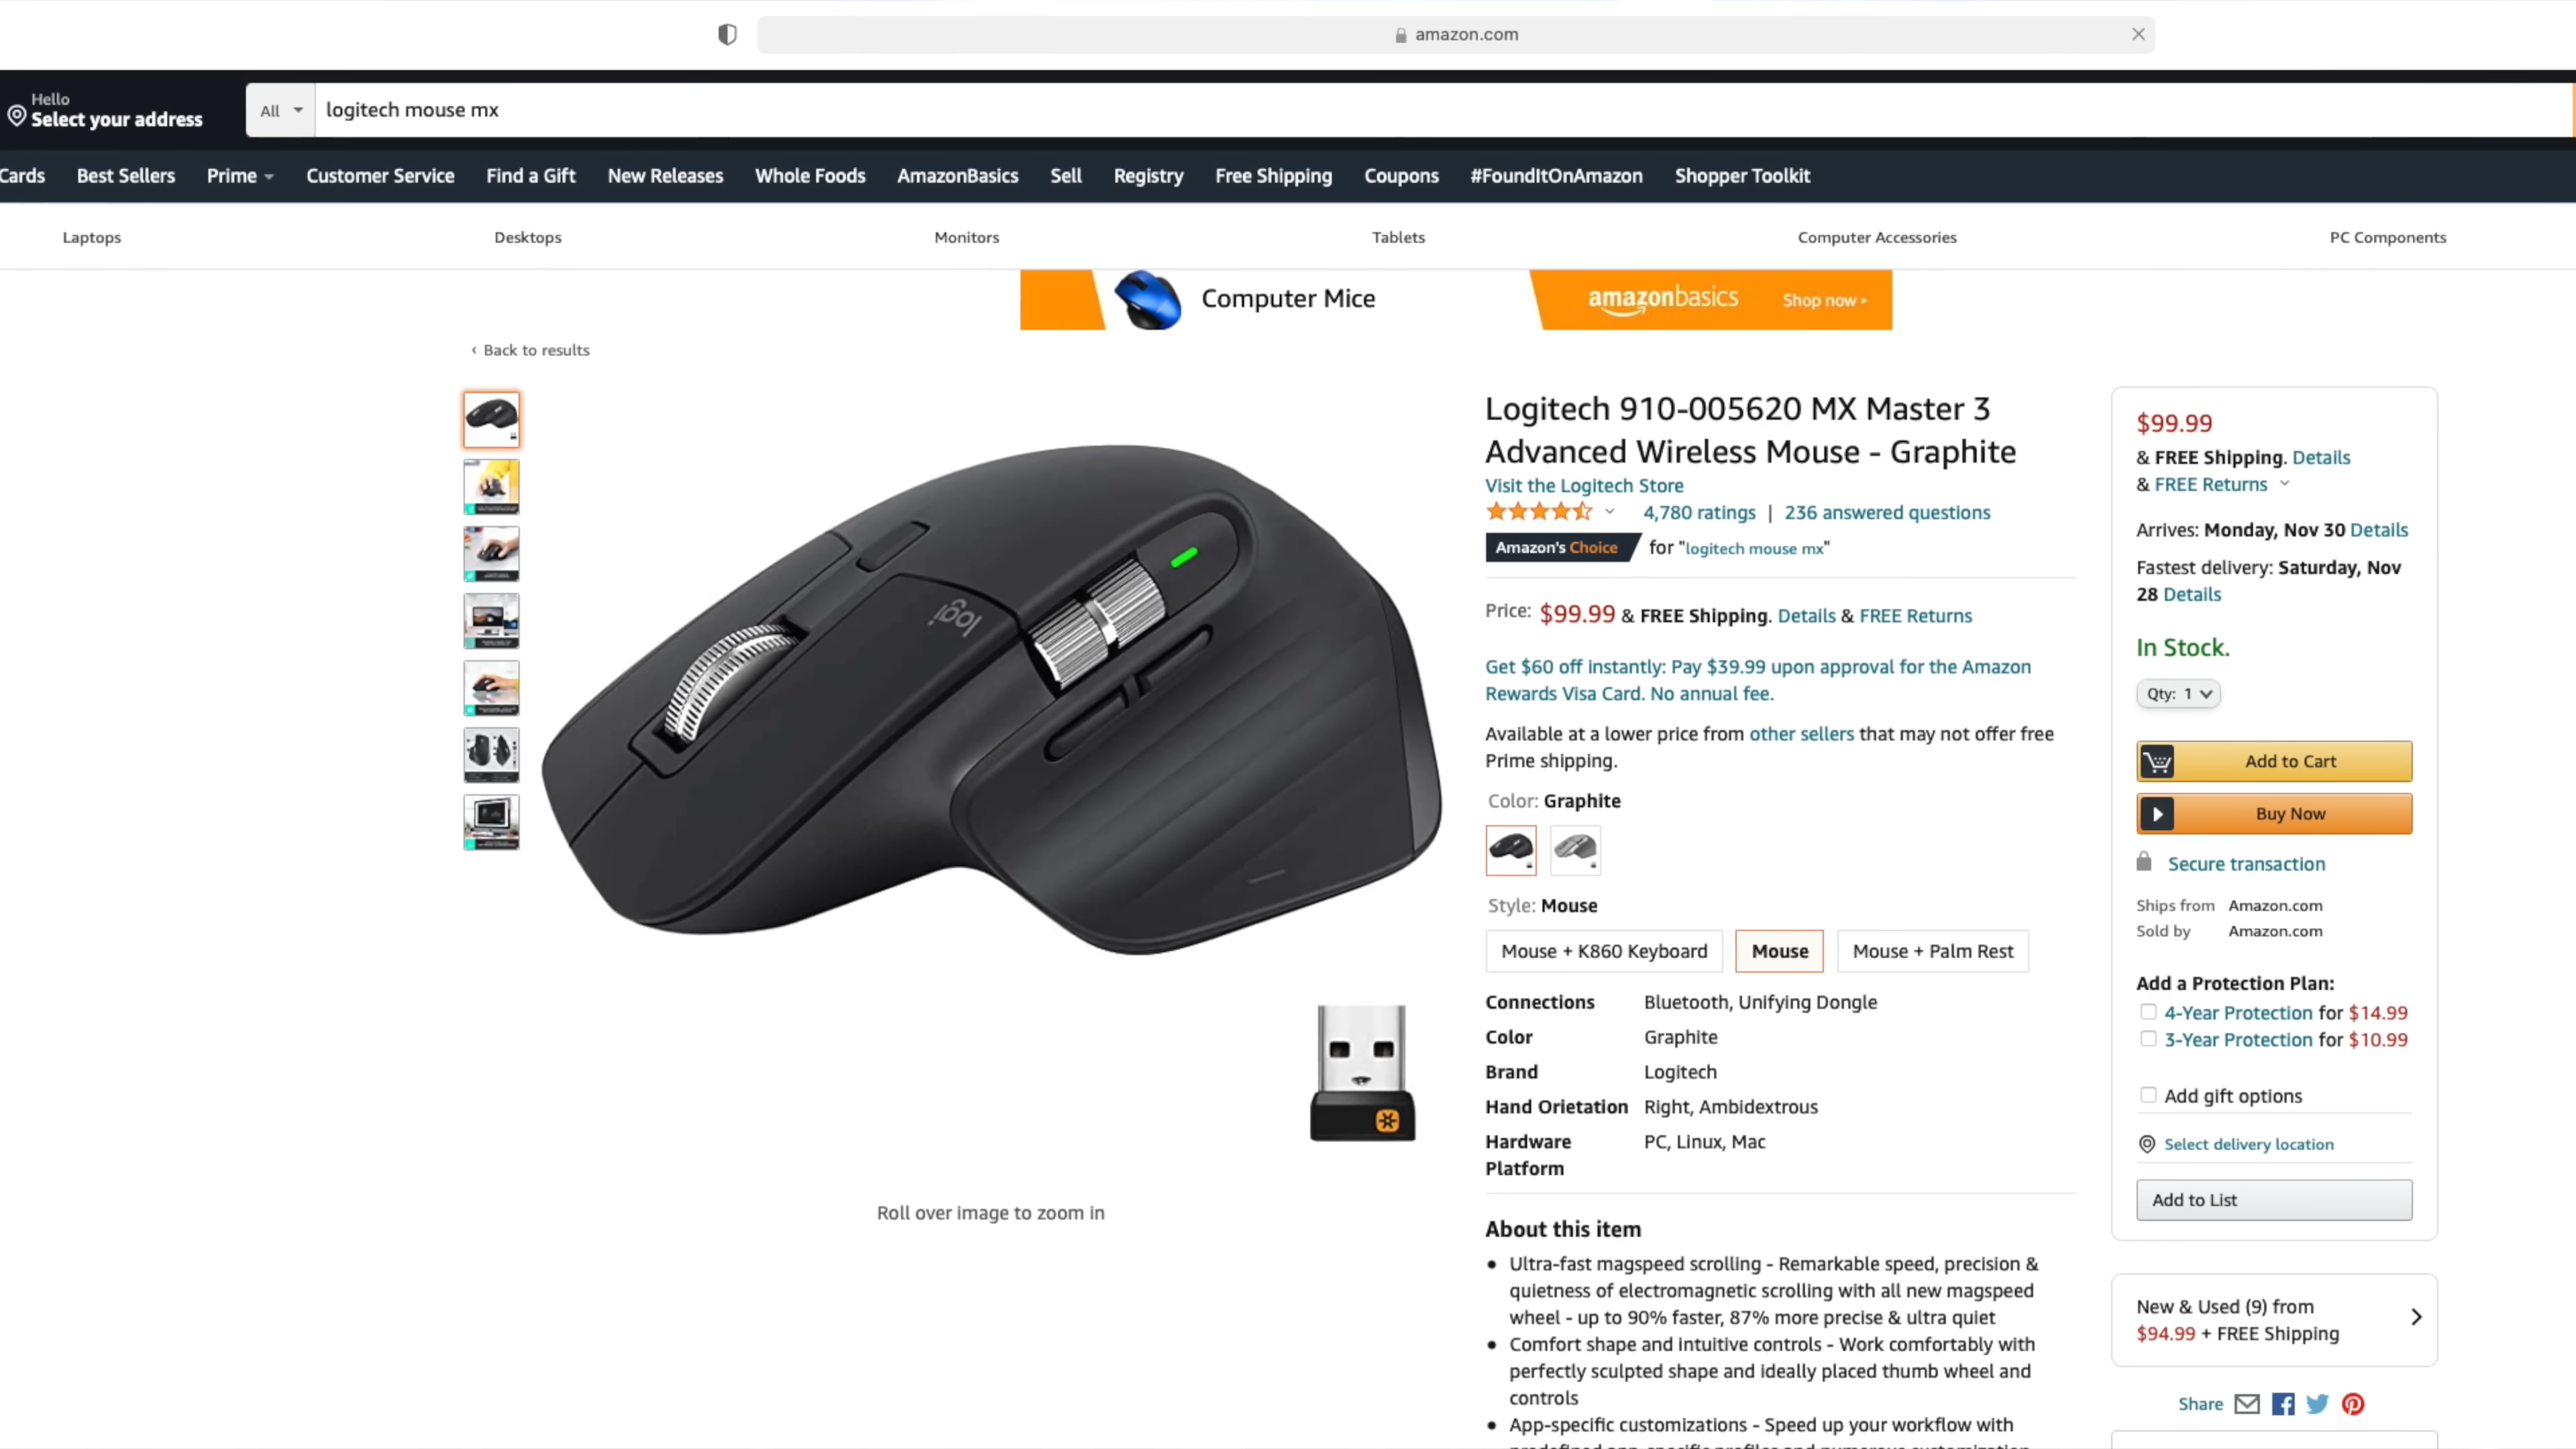 amazon.com
Hello
Select your address
All
logitech mouse mx
Cards Best Sellers Prime Customer Service Find a Gift New Releases Whole Foods AmazonBasics Sell Registry Free Shipping Coupons #FoundItOnAmazon Shopper Toolkit
Laptops Desktops Monitors Tablets Computer Accessories PC Components
Computer Mice amazonbasics Shop now
‹ Back to results
logi
Roll over image to zoom in
Logitech 910-005620 MX Master 3
Advanced Wireless Mouse - Graphite
Visit the Logitech Store
4,780 ratings | 236 answered questions
Amazon's Choice for "logitech mouse mx"
Price: $99.99 & FREE Shipping. Details & FREE Returns
Get $60 off instantly: Pay $39.99 upon approval for the Amazon
Rewards Visa Card. No annual fee.
Available at a lower price from other sellers that may not offer free
Prime shipping.
Color: Graphite
Style: Mouse
Mouse + K860 Keyboard Mouse Mouse + Palm Rest
Connections Bluetooth, Unifying Dongle
Color Graphite
Brand Logitech
Hand Orietation Right, Ambidextrous
Hardware PC, Linux, Mac
Platform
About this item
• Ultra-fast magspeed scrolling - Remarkable speed, precision &
quietness of electromagnetic scrolling with all new magspeed
wheel - up to 90% faster, 87% more precise & ultra quiet
• Comfort shape and intuitive controls - Work comfortably with
perfectly sculpted shape and ideally placed thumb wheel and
controls
• App-specific customizations - Speed up your workflow with
$99.99
& FREE Shipping. Details
& FREE Returns
Arrives: Monday, Nov 30 Details
Fastest delivery: Saturday, Nov
28 Details
In Stock.
Qty: 1
Add to Cart
Buy Now
Secure transaction
Ships from Amazon.com
Sold by Amazon.com
Add a Protection Plan:
4-Year Protection for $14.99
3-Year Protection for $10.99
Add gift options
Select delivery location
Add to List
New & Used (9) from
$94.99 + FREE Shipping
Share